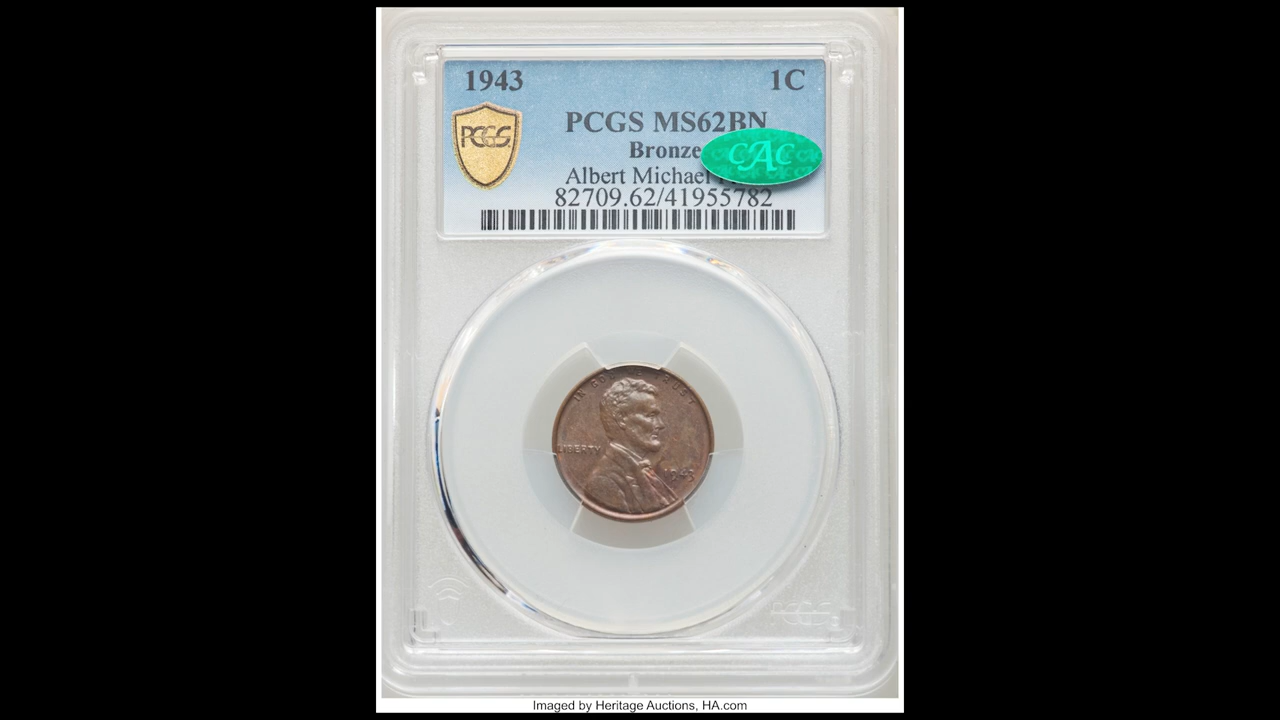 1943 1C
PCGS PCGS MS62BN
Bronze CAC
Albert Michael
82709.62/41955782
IN GOD WE TRUST
LIBERTY
1943
PCGS
Imaged by Heritage Auctions, HA.com